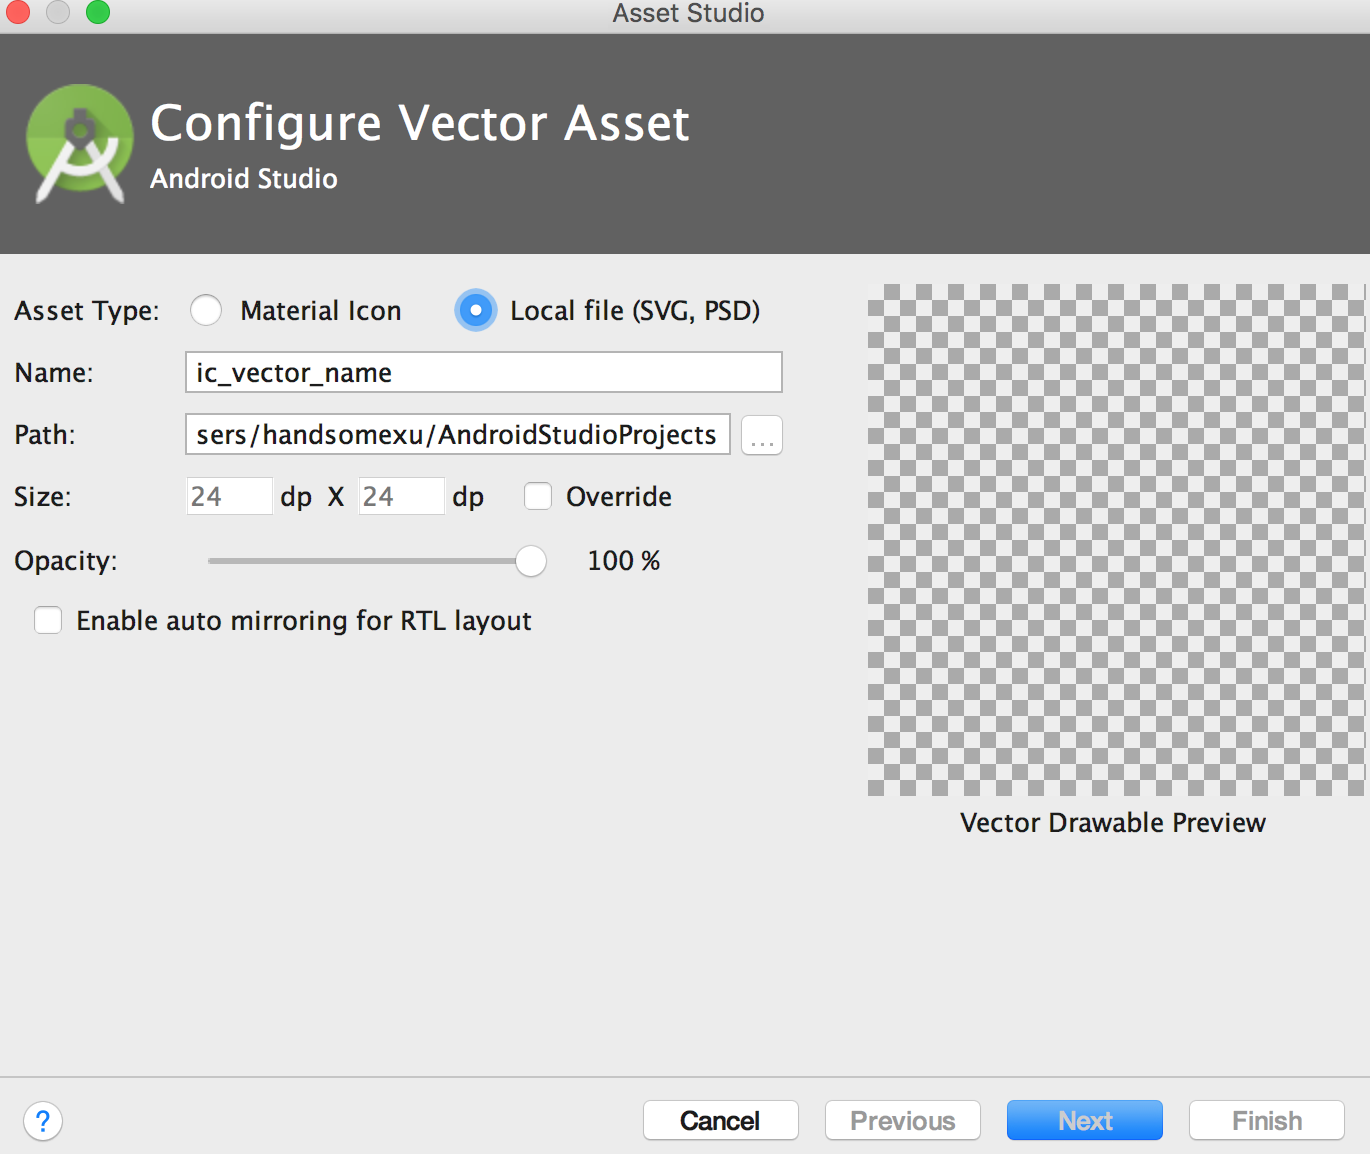 Asset Studio
Configure Vector Asset
Android Studio
Asset Type: Material Icon Local file (SVG, PSD)
Name: ic_vector_name
Path: sers/handsomexu/AndroidStudioProjects ...
Size: 24 dp X 24 dp Override
Opacity: 100 %
Enable auto mirroring for RTL layout
Vector Drawable Preview
? Cancel Previous Next Finish